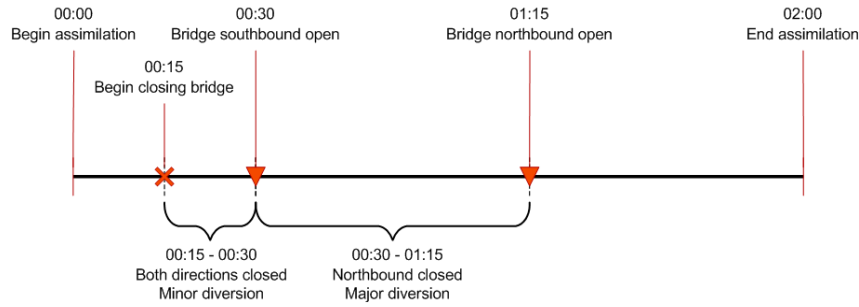 00:00
Begin assimilation
00:30
Bridge southbound open
01:15
Bridge northbound open
02:00
End assimilation
00:15
Begin closing bridge
00:15 - 00:30
Both directions closed
Minor diversion
00:30 - 01:15
Northbound closed
Major diversion